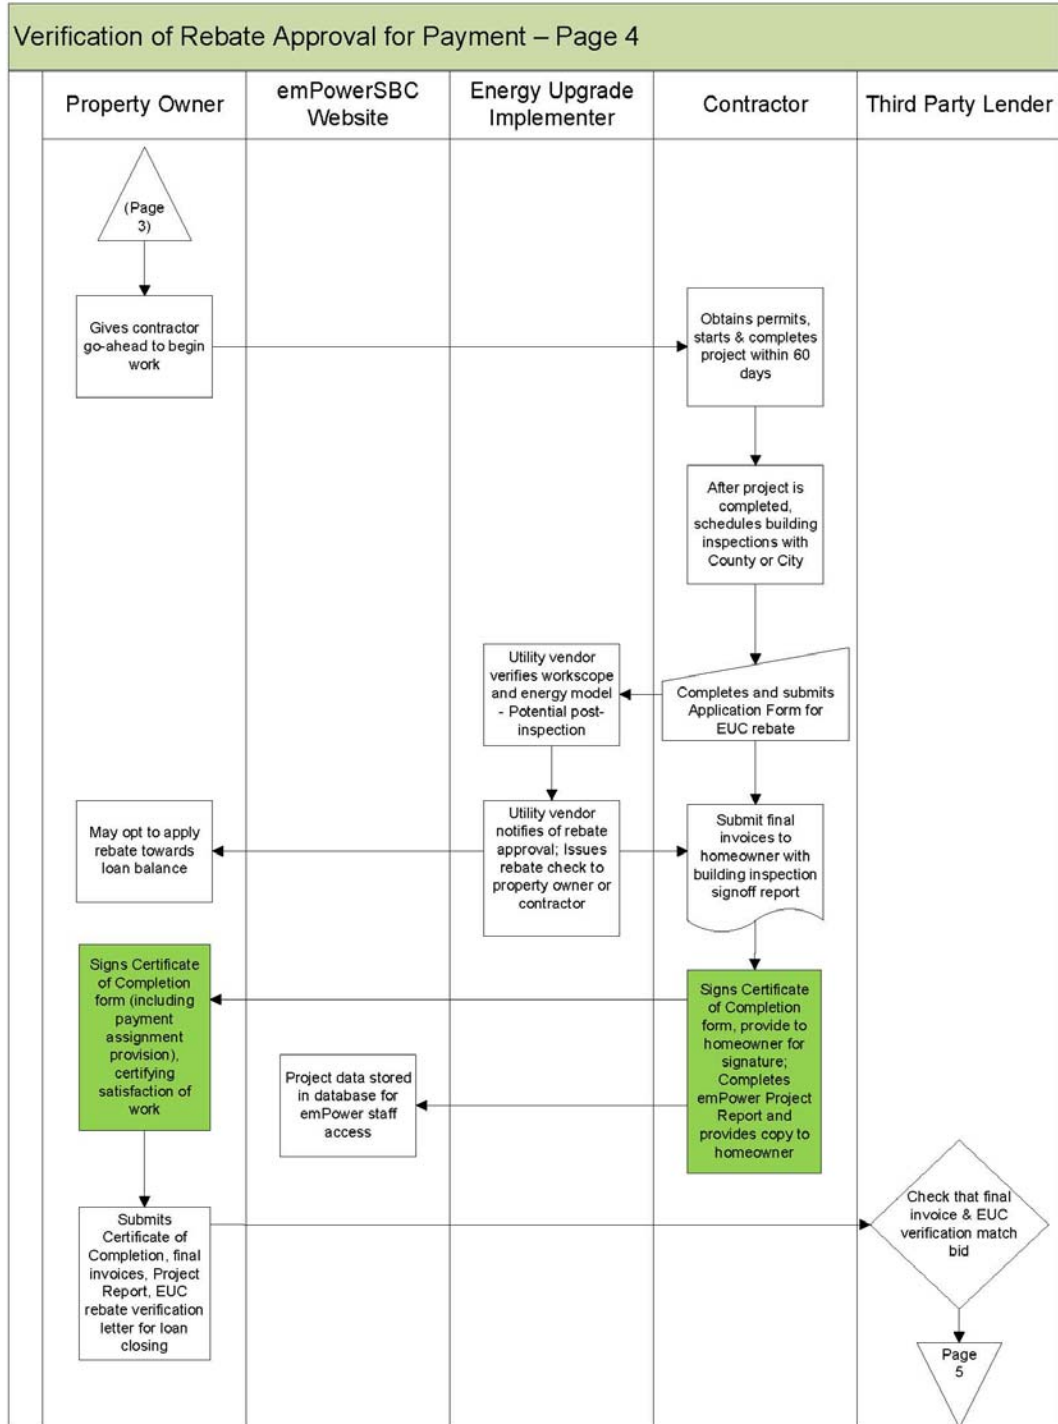 Verification of Rebate Approval for Payment – Page 4
Property Owner
emPowerSBC
Website
Energy Upgrade
Implementer
Contractor
Third Party Lender
(Page
3)
Gives contractor
go-ahead to begin
work
Obtains permits,
starts & completes
project within 60
days
After project is
completed,
schedules building
inspections with
County or City
Utility vendor
verifies workscope
and energy model
- Potential post-
inspection
Completes and submits
Application Form for
EUC rebate
May opt to apply
rebate towards
loan balance
Utility vendor
notifies of rebate
approval; Issues
rebate check to
property owner or
contractor
Submit final
invoices to
homeowner with
building inspection
signoff report
Signs Certificate
of Completion
form (including
payment
assignment
provision),
certifying
satisfaction of
work
Project data stored
in database for
emPower staff
access
Signs Certificate
of Completion
form, provide to
homeowner for
signature;
Completes
emPower Project
Report and
provides copy to
homeowner
Submits
Certificate of
Completion, final
invoices, Project
Report, EUC
rebate verification
letter for loan
closing
Check that final
invoice & EUC
verification match
bid
Page
5